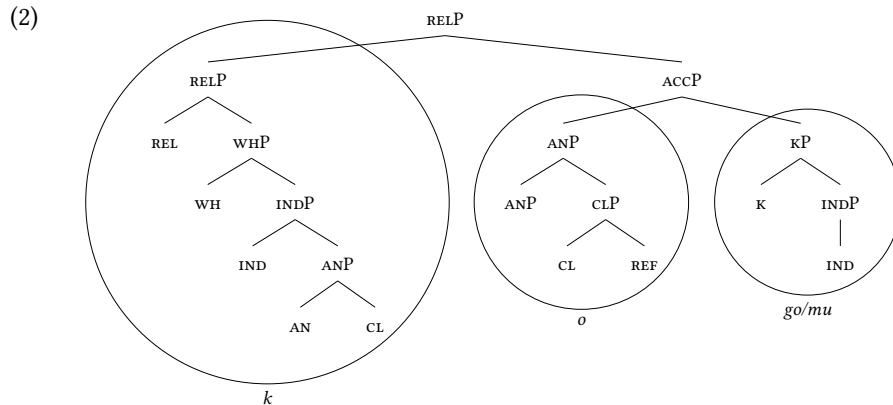 (2)
RELP
RELP ACCP
REL WHP ANP KP
WH INDP ANP CLP K INDP
IND ANP CL REF IND
AN CL
o go/mu
k